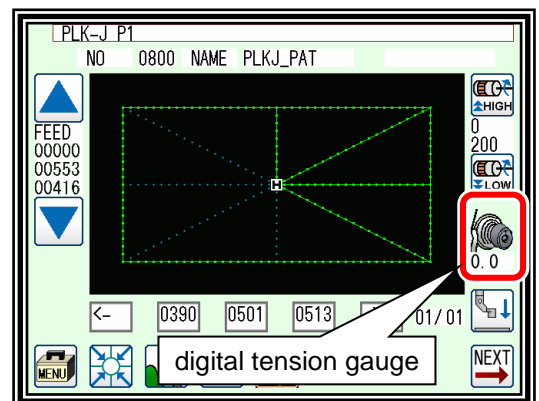 PLK-J P1
NO 0800 NAME PLKJ_PAT
HIGH
FEED
00000
00553
00416
0
200
LOW
0.0
<- 0390 0501 0513 01/01
digital tension gauge
MENU
NEXT